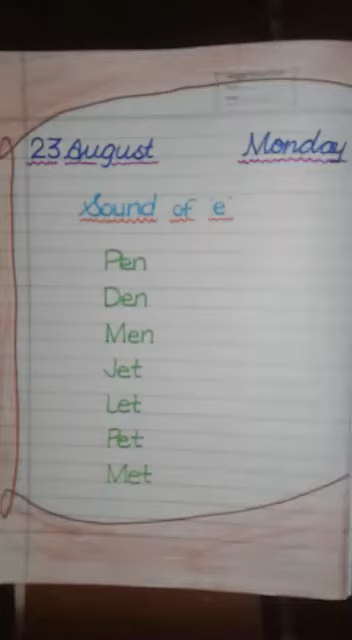 23 August Monday
Sound of e
Pen
Den
Men
Jet
Let
Pet
Met